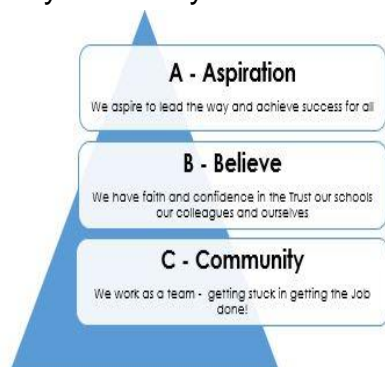 A - Aspiration
We aspire to lead the way and achieve success for all
B - Believe
We have faith and confidence in the Trust our schools
our colleagues and ourselves
C - Community
We work as a team - getting stuck in getting the Job
done!